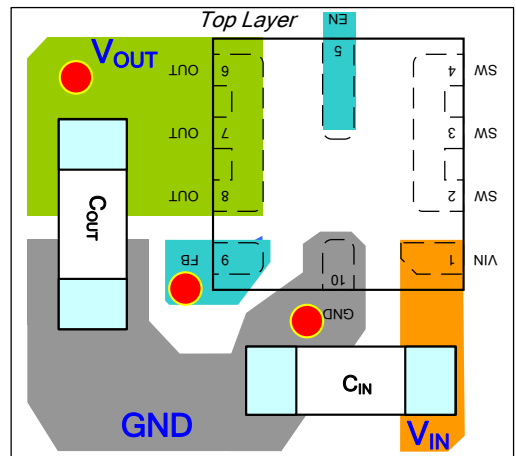 Top Layer
EN
5
VOUT
OUT
6
4
SW
OUT
7
3
SW
OUT
8
2
SW
COUT
FB
9
10
1
VIN
GND
CIN
GND
VIN